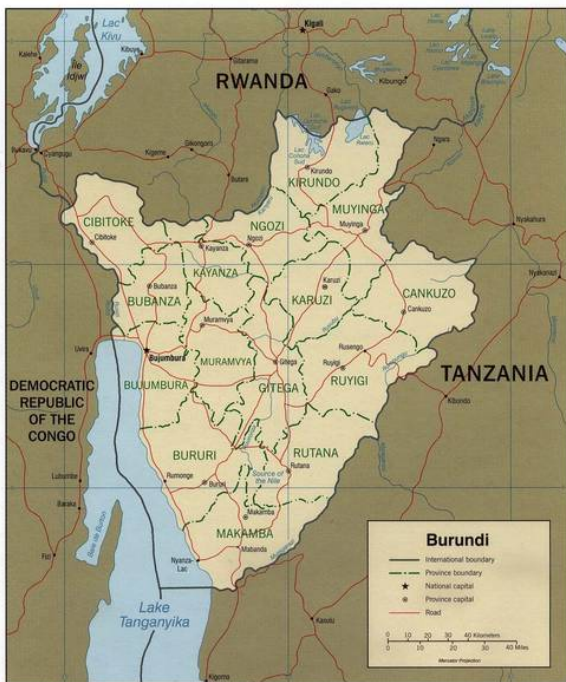 Lac
Kivu
Kigali
Kalehe
Kibuye
Île
Idjwi
Gitarama
Kibungo
RWANDA
Gako
Bukavu
Cyangugu
Kigeme
Gikongoro
Lac
Cohoha
Sud
Ngara
Butare
Kirundo
KIRUNDO
CIBITOKE
NGOZI
MUYINGA
Nyakahura
Cibitoke
Kayanza
Ngozi
Muyinga
KAYANZA
Nyakanazi
Bubanza
BUBANZA
Karuzi
KARUZI
CANKUZO
Cankuzo
Muramvya
Uvira
Bujumbura
Rusengo
MURAMVYA
Gitega
Ruyigi
DEMOCRATIC
REPUBLIC
OF THE
CONGO
BUJUMBURA
GITEGA
RUYIGI
TANZANIA
Kibondo
BURURI
RUTANA
Lubumba
Rumonge
Bururi
Source of
the Nile
Rutana
Baraka
Makamba
MAKAMBA
Mabanda
Fizi
Nyanza-
Lac
Lake
Tanganyika
Kasulu
Kigoma
Burundi
International boundary
Province boundary
National capital
Province capital
Road
0 10 20 30 40 Kilometers
0 10 20 30 40 Miles
Mercator Projection